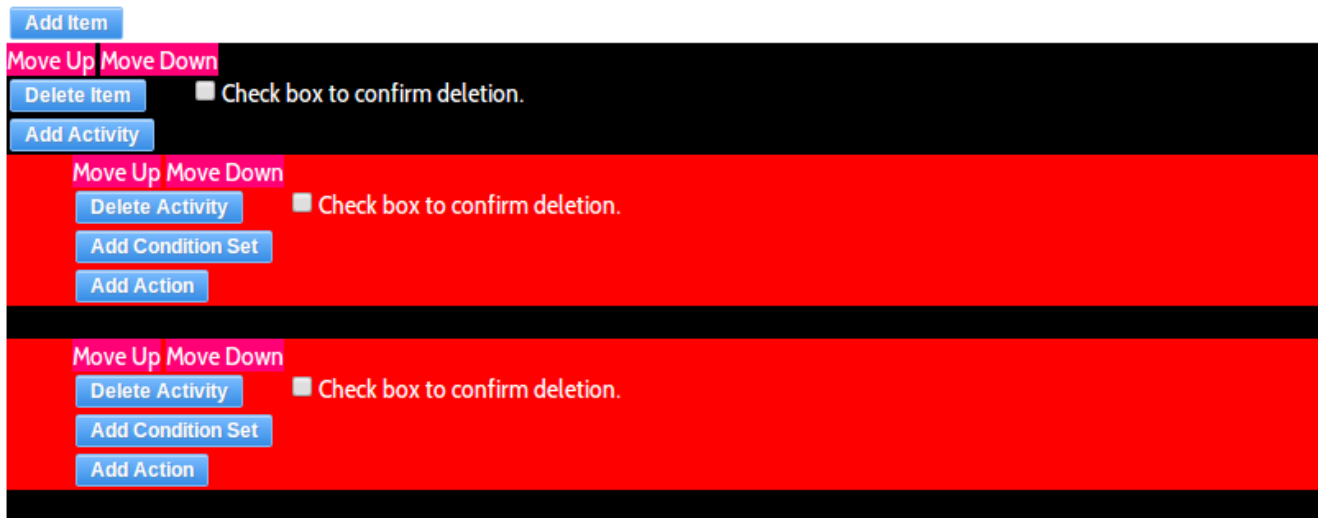 Add Item
Move Up Move Down
Delete Item Check box to confirm deletion.
Add Activity
Move Up Move Down
Delete Activity Check box to confirm deletion.
Add Condition Set
Add Action
Move Up Move Down
Delete Activity Check box to confirm deletion.
Add Condition Set
Add Action